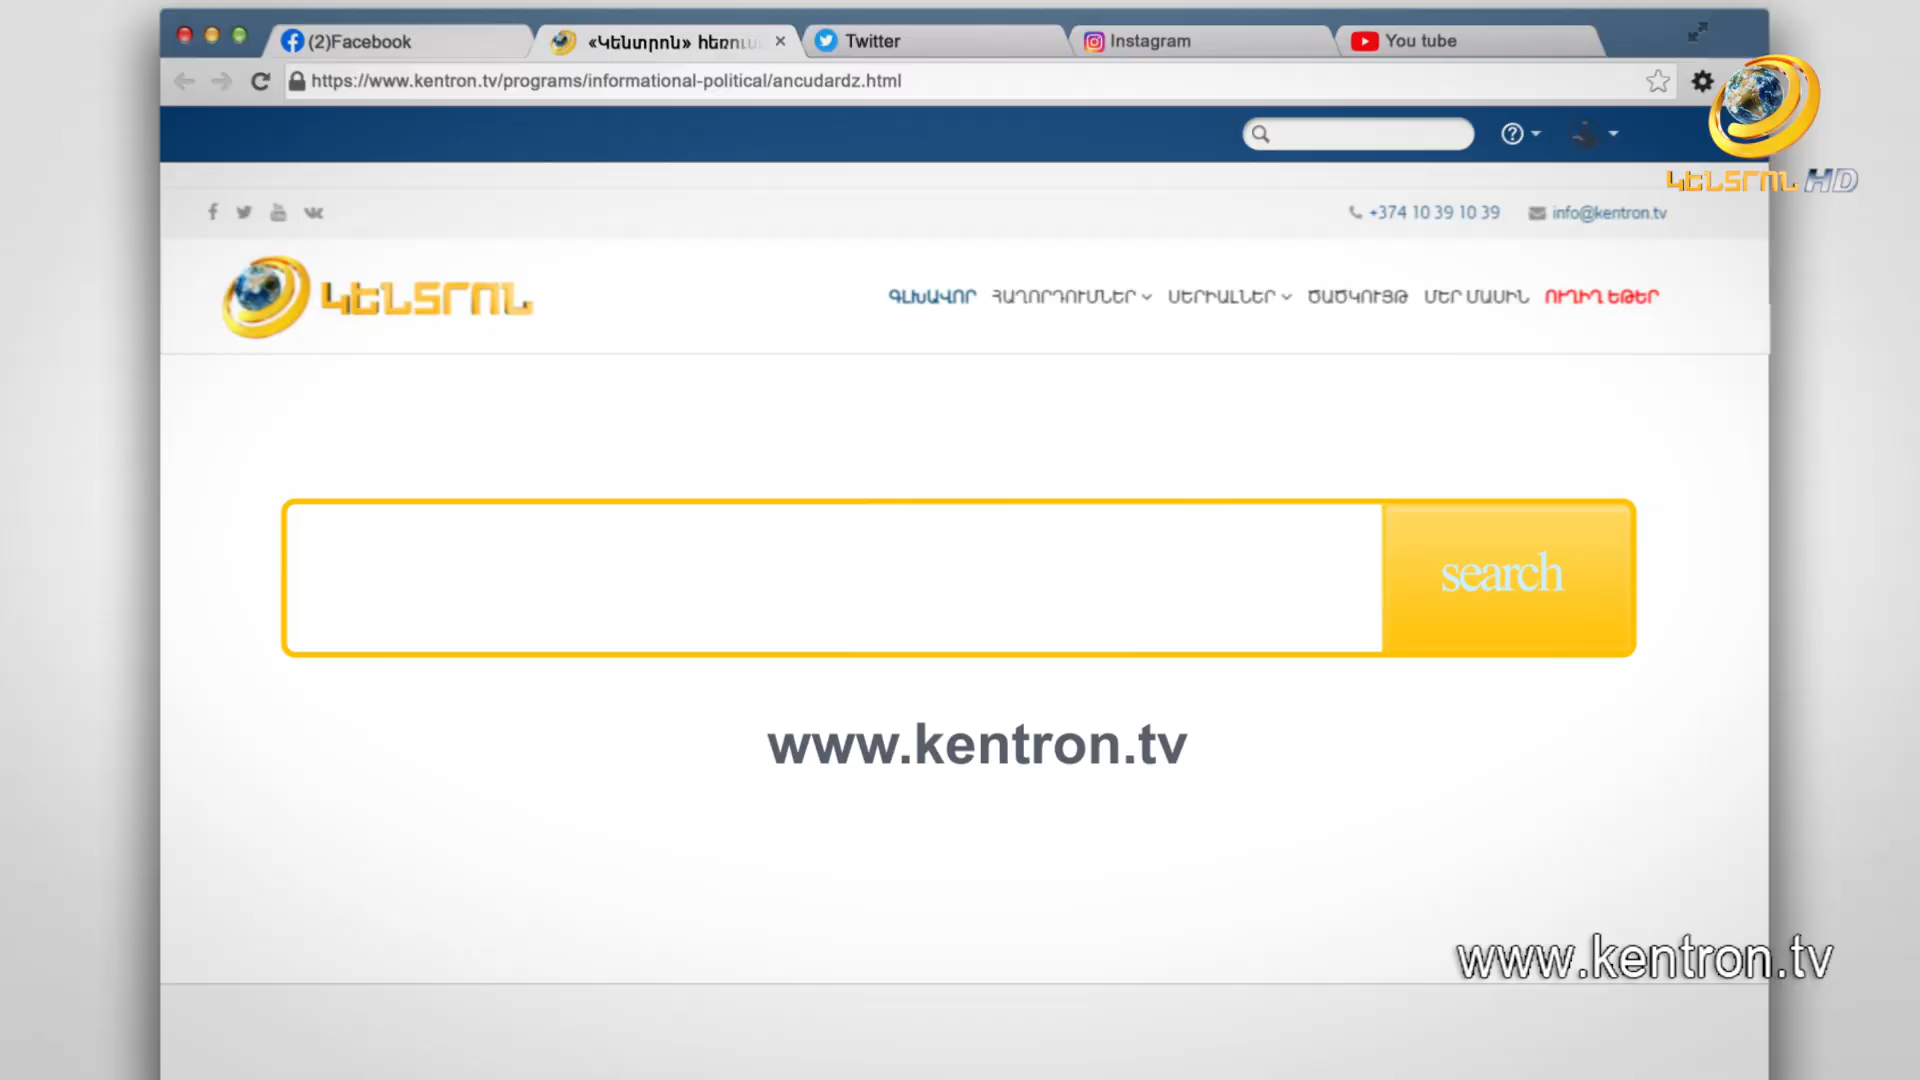 (2)Facebook
«Կենտրոն» հեռուս
Twitter
Instagram
You tube
https://www.kentron.tv/programs/informational-political/ancudardz.html
ԿԵՆՏՐՈՆ HD
+374 10 39 10 39
info@kentron.tv
ԿԵՆՏՐՈՆ
ԳԼԽԱՎՈՐ
ՀԱՂՈՐԴՈՒՄՆԵՐ
ՍԵՐԻԱԼՆԵՐ
ԾԱԾԿՈՒՅԹ
ՄԵՐ ՄԱՍԻՆ
ՈՒՂԻՂ ԵԹԵՐ
search
www.kentron.tv
www.kentron.tv